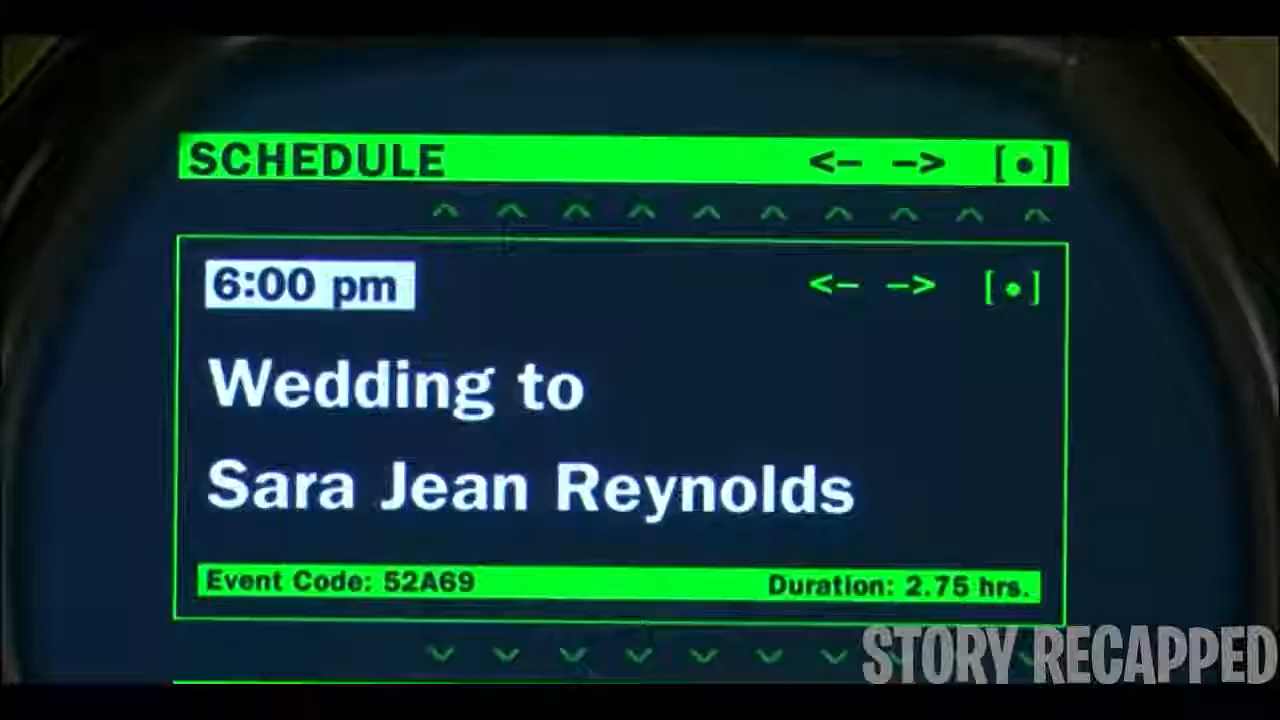 SCHEDULE <– –> [•]
6:00 pm <– –> [•]
Wedding to
Sara Jean Reynolds
Event Code: 52A69 Duration: 2.75 hrs.
STORY RECAPPED